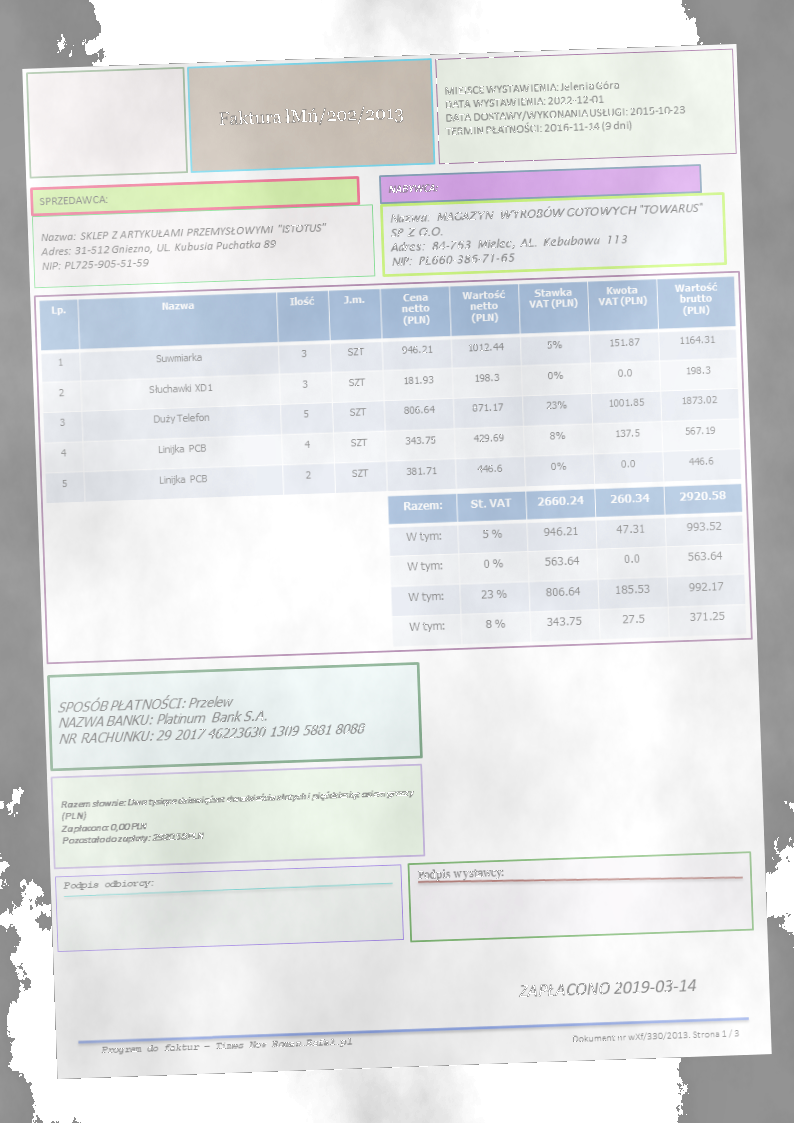 Faktura lMii/202/2013
MIEJSCE WYSTAWIENIA: Jelenia Góra
DATA WYSTAWIENIA: 2022-12-01
DATA DOSTAWY/WYKONANIA USŁUGI: 2015-10-23
TERMIN PŁATNOŚCI: 2016-11-14 (9 dni)
SPRZEDAWCA:
NABYWCA:
Nazwa: SKLEP Z ARTYKUŁAMI PRZEMYSŁOWYMI "ISTOTUS"
Adres: 31-512 Gniezno, UL. Kubusia Puchatka 89
NIP: PL725-905-51-59
Nazwa: MAGAZYN WYROBÓW GOTOWYCH "TOWARUS"
SP. Z O.O.
Adres: 84-753 Mielec, AL. Kebubowa 113
NIP: PL660-385-71-65
Lp. Nazwa Ilość J.m. Cena netto (PLN) Wartość netto (PLN) Stawka VAT (PLN) Kwota VAT (PLN) Wartość brutto (PLN)
1 Suwmiarka 3 SZT 946.21 1012.44 5% 151.87 1164.31
2 Słuchawki XD1 3 SZT 181.93 198.3 0% 0.0 198.3
3 Duży Telefon 5 SZT 806.64 871.17 23% 1001.85 1873.02
4 Linijka PCB 4 SZT 343.75 429.69 8% 137.5 567.19
5 Linijka PCB 2 SZT 381.71 446.6 0% 0.0 446.6
Razem: St. VAT 2660.24 260.34 2920.58
W tym: 5 % 946.21 47.31 993.52
W tym: 0 % 563.64 0.0 563.64
W tym: 23 % 806.64 185.53 992.17
W tym: 8 % 343.75 27.5 371.25
SPOSÓB PŁATNOŚCI: Przelew
NAZWA BANKU: Platinum Bank S.A.
NR RACHUNKU: 29 2017 46223630 1309 5881 8088
Razem słownie: Dwa tysiące dziewięćset
(PLN)
Zapłacono: 0,00 PLN
Pozostało do zapłaty:
Podpis odbiorcy:
Podpis wystawcy:
ZAPŁACONO 2019-03-14
Program do faktur – Times New Roman
Dokument nr wXf/330/2013. Strona 1 / 3